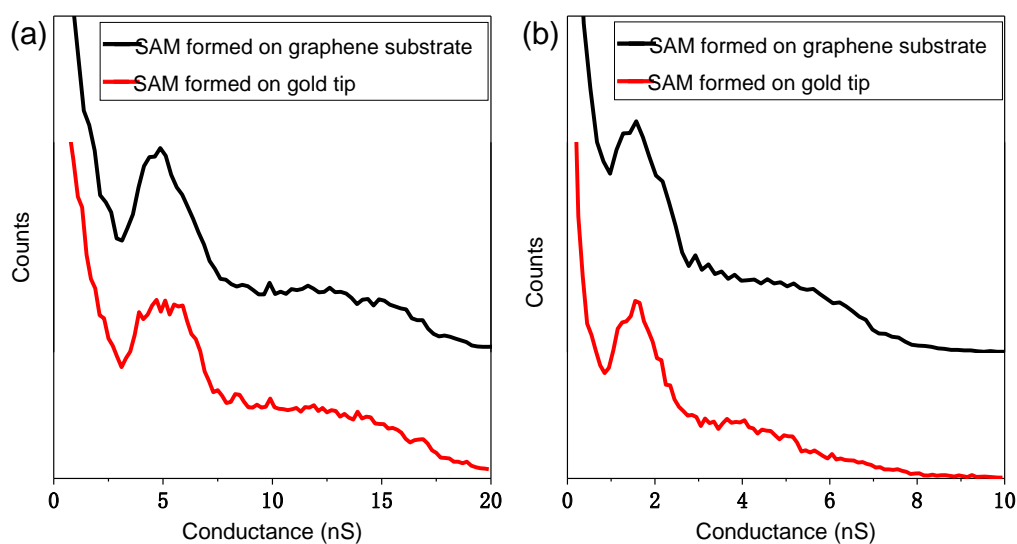 (a)
SAM formed on graphene substrate
SAM formed on gold tip
Counts
0 5 10 15 20
Conductance (nS)
(b)
SAM formed on graphene substrate
SAM formed on gold tip
Counts
0 2 4 6 8 10
Conductance (nS)